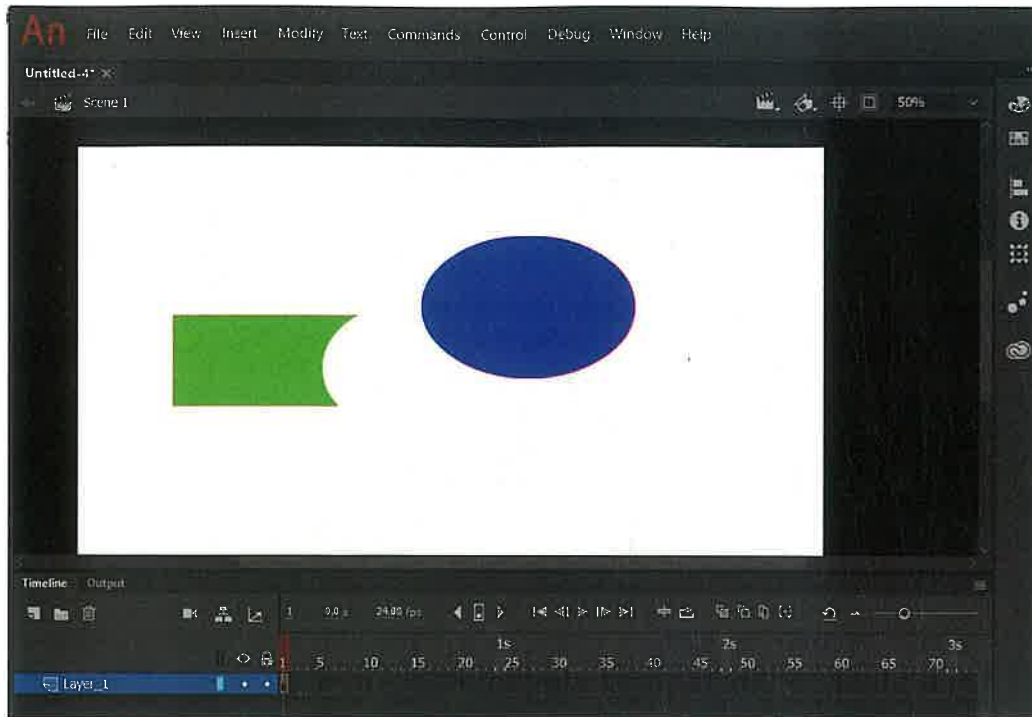 An File Edit View Insert Modify Text Commands Control Debug Window Help
Untitled-4* ×
Scene 1 50%
Timeline Output
1 0.0 s 24.00 fps
1s 2s 3s
1 5 10 15 20 25 30 35 40 45 50 55 60 65 70
Layer_1